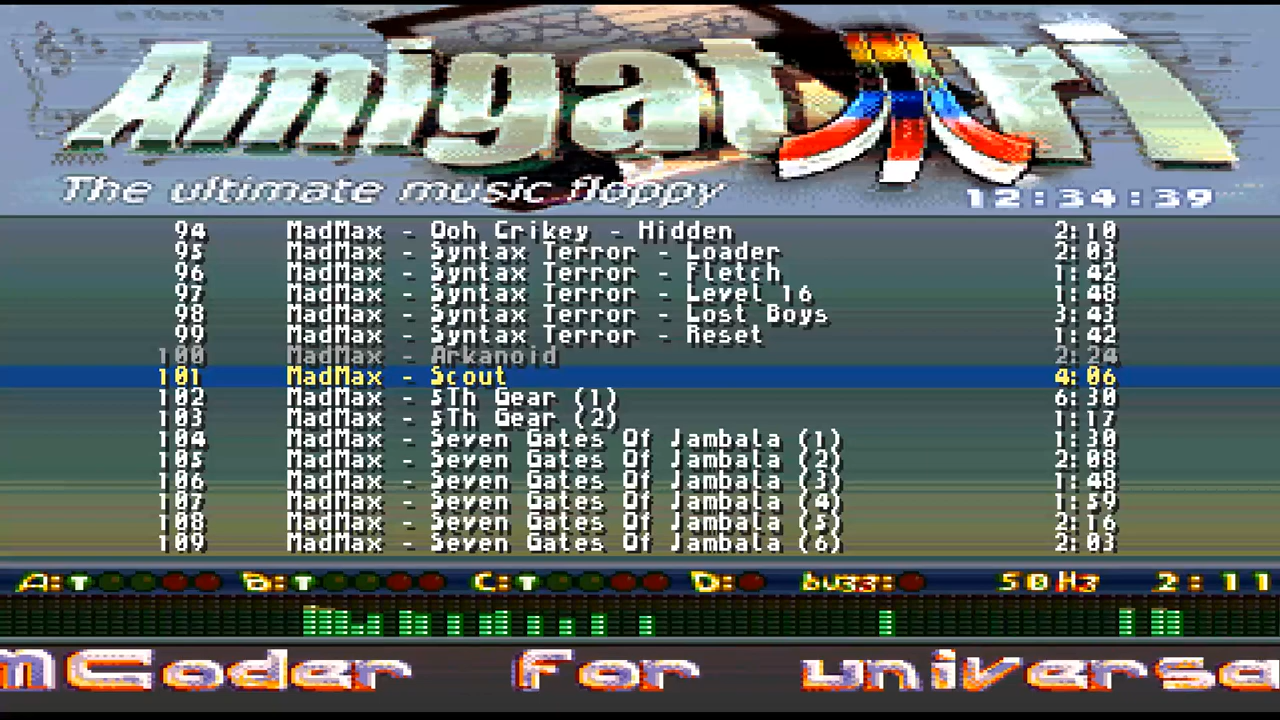 Amigatari
The ultimate music floppy
12:34:39
94 MadMax - Ooh Crikey - Hidden 2:10
95 MadMax - Syntax Terror - Loader 2:03
96 MadMax - Syntax Terror - Fletch 1:42
97 MadMax - Syntax Terror - Level 16 1:48
98 MadMax - Syntax Terror - Lost Boys 3:43
99 MadMax - Syntax Terror - Reset 1:42
100 MadMax - Arkanoid 2:24
101 MadMax - Scout 4:06
102 MadMax - 5Th Gear (1) 6:30
103 MadMax - 5Th Gear (2) 1:17
104 MadMax - Seven Gates Of Jambala (1) 1:30
105 MadMax - Seven Gates Of Jambala (2) 2:08
106 MadMax - Seven Gates Of Jambala (3) 1:48
107 MadMax - Seven Gates Of Jambala (4) 1:59
108 MadMax - Seven Gates Of Jambala (5) 2:16
109 MadMax - Seven Gates Of Jambala (6) 2:03
A:T B:T C:T D: buzz: 50Hz 2:11
MCoder for universa